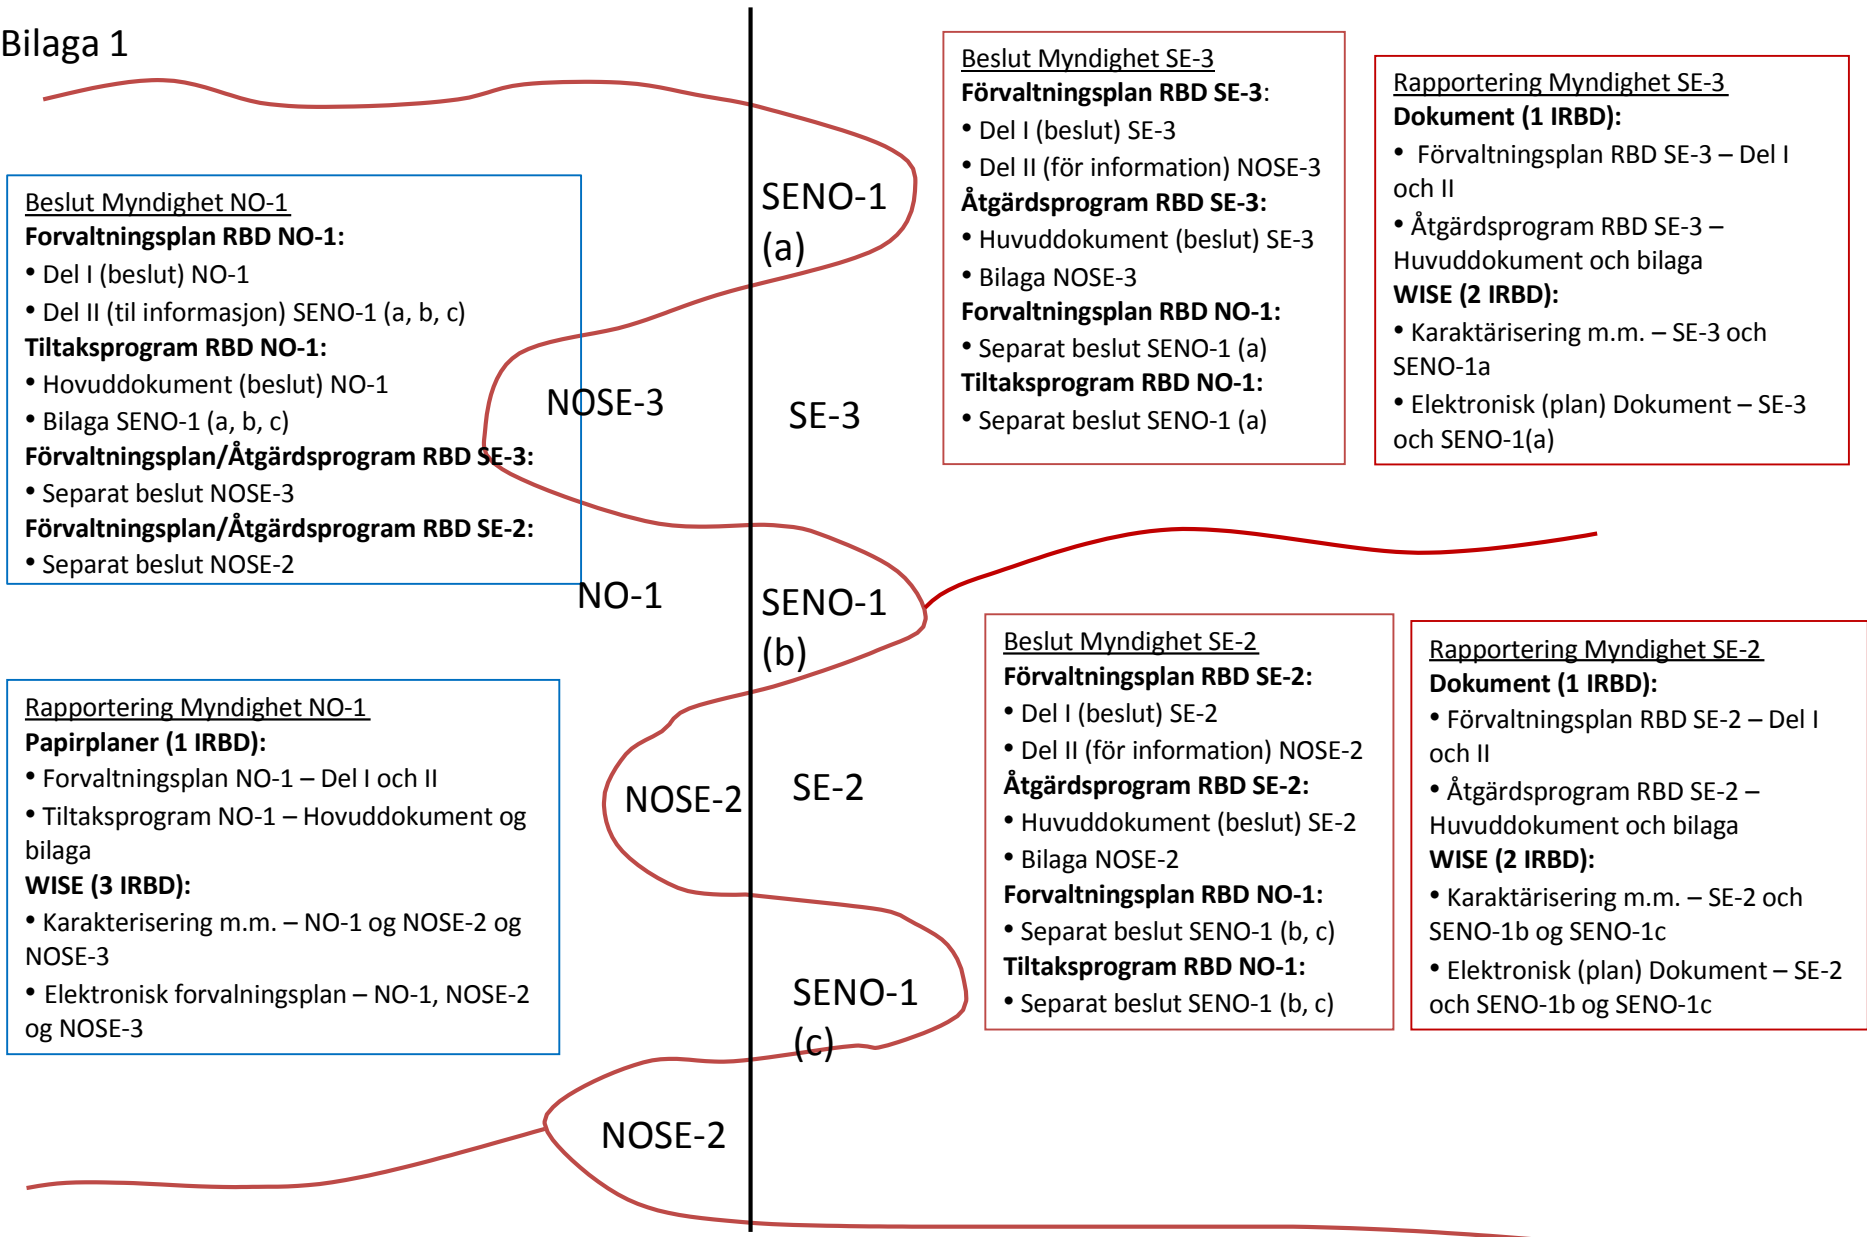 Bilaga 1
Beslut Myndighet NO-1
Forvaltningsplan RBD NO-1:
• Del I (beslut) NO-1
• Del II (til informasjon) SENO-1 (a, b, c)
Tiltaksprogram RBD NO-1:
• Hovuddokument (beslut) NO-1
• Bilaga SENO-1 (a, b, c)
Förvaltningsplan/Åtgärdsprogram RBD SE-3:
• Separat beslut NOSE-3
Förvaltningsplan/Åtgärdsprogram RBD SE-2:
• Separat beslut NOSE-2
Rapportering Myndighet NO-1
Papirplaner (1 IRBD):
• Forvaltningsplan NO-1 – Del I och II
• Tiltaksprogram NO-1 – Hovuddokument og
bilaga
WISE (3 IRBD):
• Karakterisering m.m. – NO-1 og NOSE-2 og
NOSE-3
• Elektronisk forvalningsplan – NO-1, NOSE-2
og NOSE-3
SENO-1
(a)
NOSE-3
SE-3
NO-1
SENO-1
(b)
NOSE-2
SE-2
SENO-1
(c)
NOSE-2
Beslut Myndighet SE-3
Förvaltningsplan RBD SE-3:
• Del I (beslut) SE-3
• Del II (för information) NOSE-3
Åtgärdsprogram RBD SE-3:
• Huvuddokument (beslut) SE-3
• Bilaga NOSE-3
Forvaltningsplan RBD NO-1:
• Separat beslut SENO-1 (a)
Tiltaksprogram RBD NO-1:
• Separat beslut SENO-1 (a)
Rapportering Myndighet SE-3
Dokument (1 IRBD):
• Förvaltningsplan RBD SE-3 – Del I
och II
• Åtgärdsprogram RBD SE-3 –
Huvuddokument och bilaga
WISE (2 IRBD):
• Karaktärisering m.m. – SE-3 och
SENO-1a
• Elektronisk (plan) Dokument – SE-3
och SENO-1(a)
Beslut Myndighet SE-2
Förvaltningsplan RBD SE-2:
• Del I (beslut) SE-2
• Del II (för information) NOSE-2
Åtgärdsprogram RBD SE-2:
• Huvuddokument (beslut) SE-2
• Bilaga NOSE-2
Forvaltningsplan RBD NO-1:
• Separat beslut SENO-1 (b, c)
Tiltaksprogram RBD NO-1:
• Separat beslut SENO-1 (b, c)
Rapportering Myndighet SE-2
Dokument (1 IRBD):
• Förvaltningsplan RBD SE-2 – Del I
och II
• Åtgärdsprogram RBD SE-2 –
Huvuddokument och bilaga
WISE (2 IRBD):
• Karaktärisering m.m. – SE-2 och
SENO-1b og SENO-1c
• Elektronisk (plan) Dokument – SE-2
och SENO-1b og SENO-1c